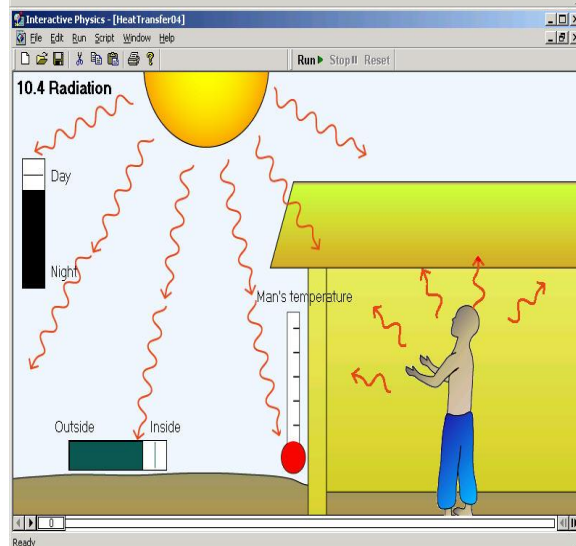 Interactive Physics - [HeatTransfer04]
File Edit Run Script Window Help
Run Stop Reset
10.4 Radiation
Day
Night
Man's temperature
Outside Inside
0
Ready